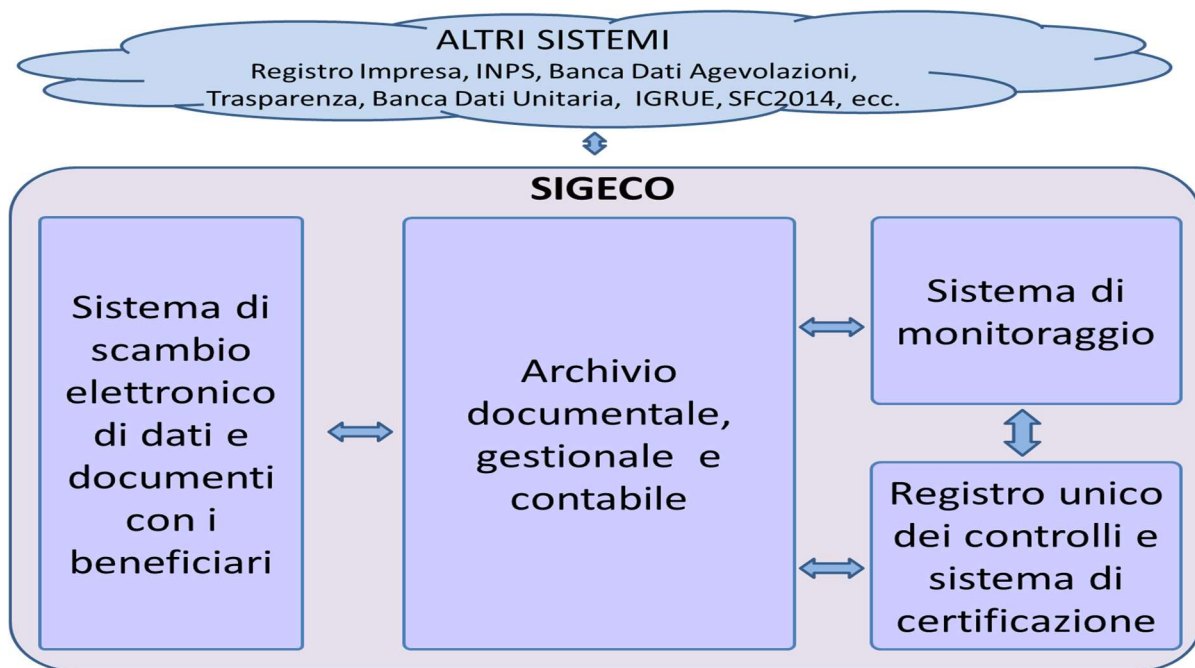 ALTRI SISTEMI
Registro Impresa, INPS, Banca Dati Agevolazioni,
Trasparenza, Banca Dati Unitaria, IGRUE, SFC2014, ecc.
SIGECO
Sistema di
scambio
elettronico
di dati e
documenti
con i
beneficiari
Archivio
documentale,
gestionale e
contabile
Sistema di
monitoraggio
Registro unico
dei controlli e
sistema di
certificazione